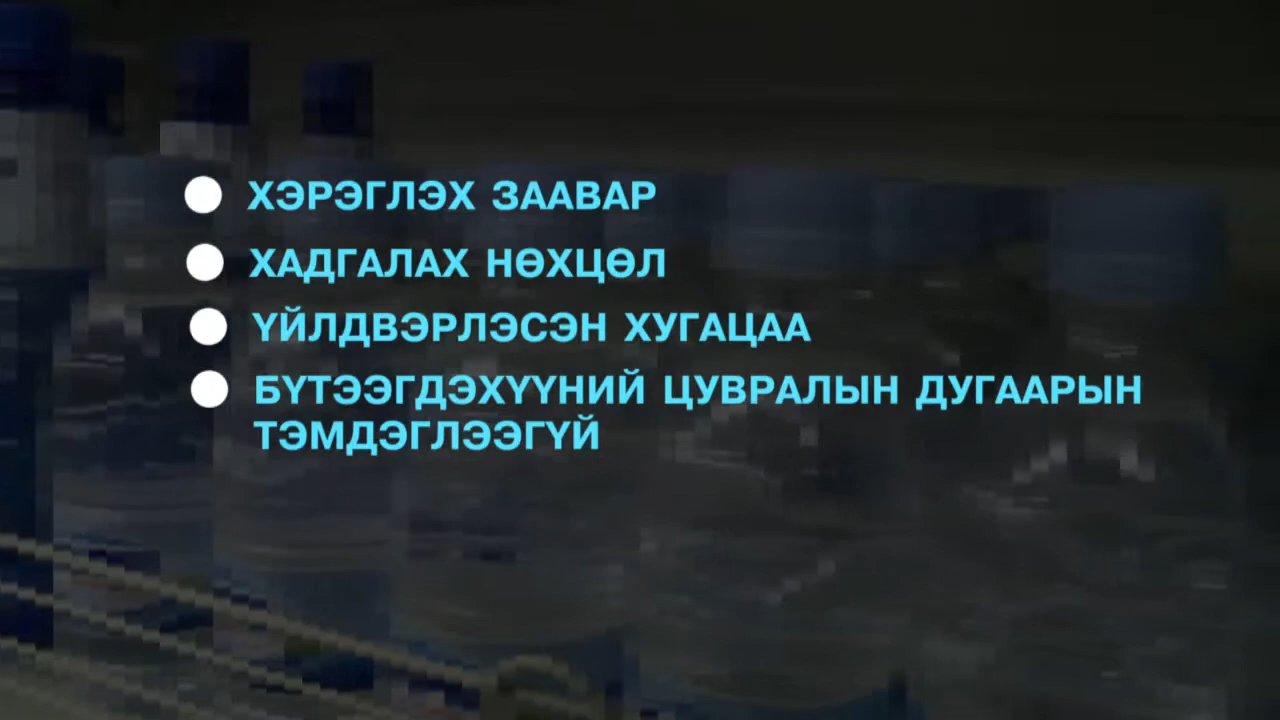 ХЭРЭГЛЭХ ЗААВАР
ХАДГАЛАХ НӨХЦӨЛ
ҮЙЛДВЭРЛЭСЭН ХУГАЦАА
БҮТЭЭГДЭХҮҮНИЙ ЦУВРАЛЫН ДУГААРЫН
ТЭМДЭГЛЭЭГҮЙ